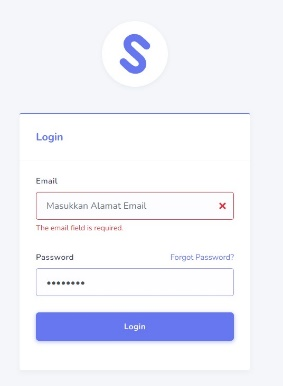 Login
Email
Masukkan Alamat Email
The email field is required.
Password Forgot Password?
••••••••
Login